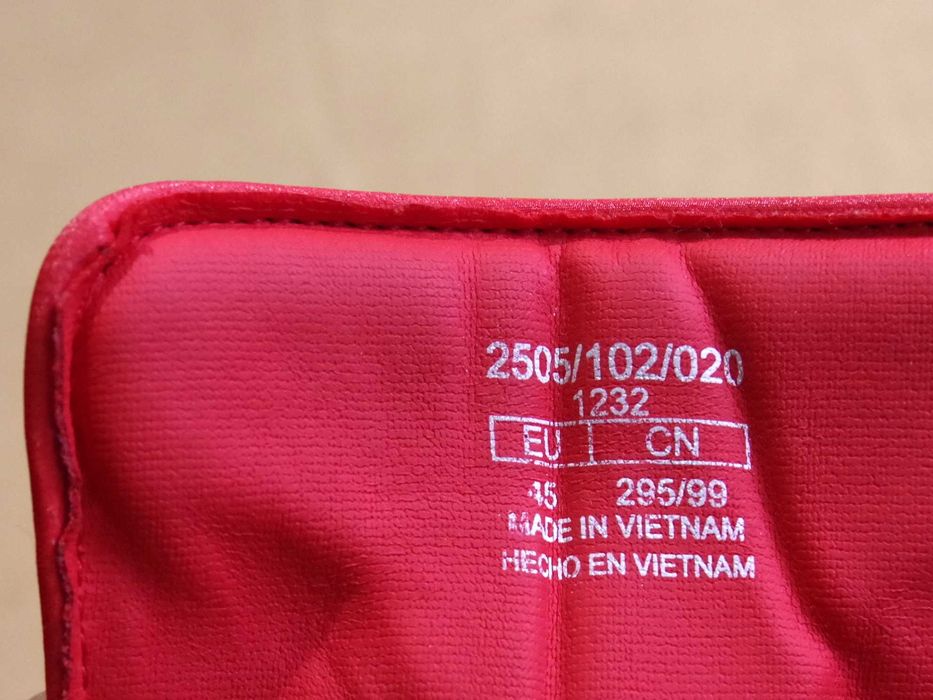 2505/102/020
1232
EU CN
45 295/99
MADE IN VIETNAM
HECHO EN VIETNAM